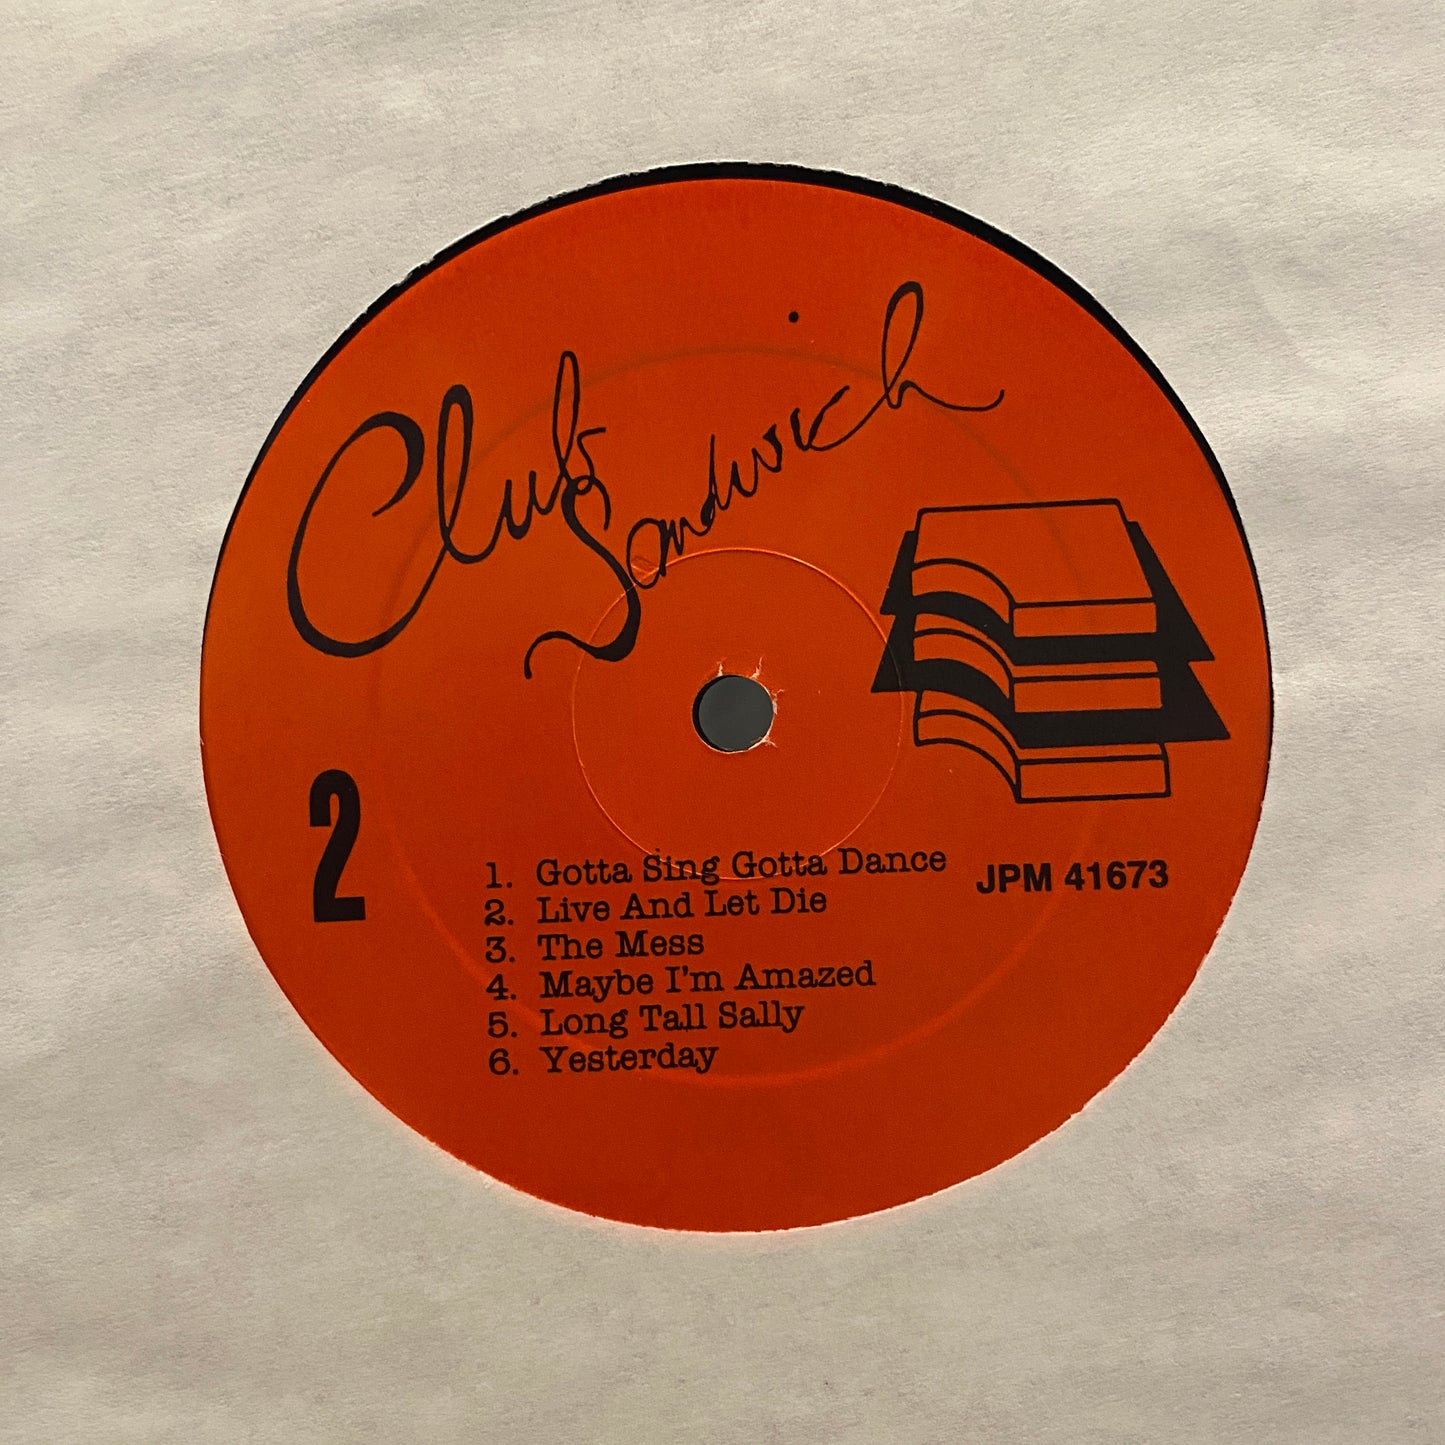 Club
Sandwich
2
1. Gotta Sing Gotta Dance
2. Live And Let Die
3. The Mess
4. Maybe I'm Amazed
5. Long Tall Sally
6. Yesterday
JPM 41673